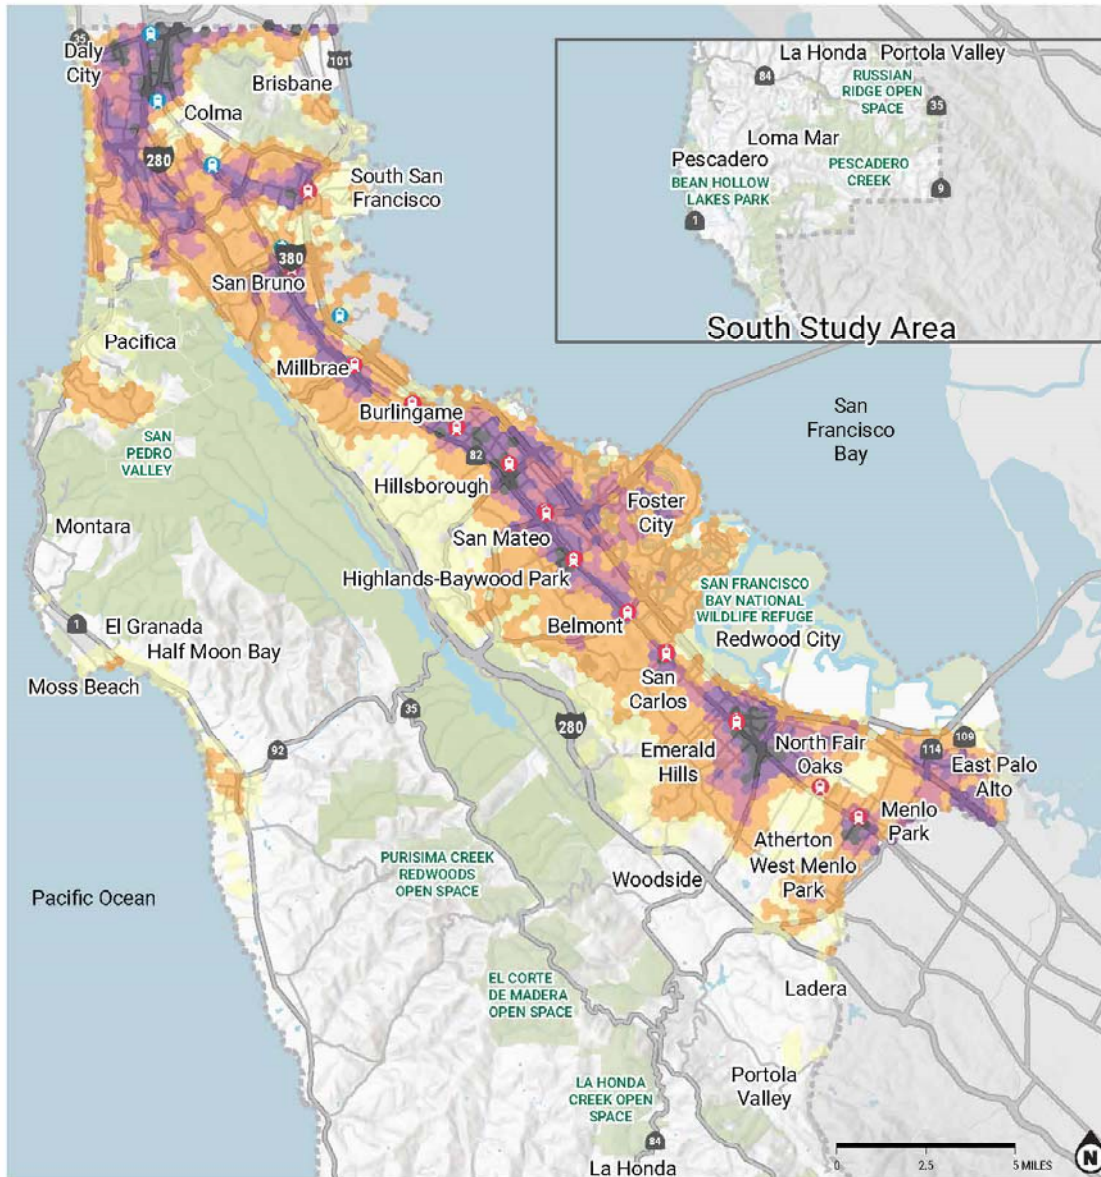 35
Daly
City
101
Brisbane
Colma
280
South San
Francisco
380
San Bruno
Pacifica
Millbrae
Burlingame
SAN
PEDRO
VALLEY
82
Hillsborough
Foster
City
Montara
San Mateo
Highlands-Baywood Park
SAN FRANCISCO
BAY NATIONAL
WILDLIFE REFUGE
1
El Granada
Half Moon Bay
Belmont
Redwood City
Moss Beach
San
Carlos
35
280
92
Emerald
Hills
North Fair
Oaks
114
109
East Palo
Alto
Menlo
Park
Atherton
West Menlo
Park
PURISIMA CREEK
REDWOODS
OPEN SPACE
Woodside
Pacific Ocean
EL CORTE
DE MADERA
OPEN SPACE
Ladera
LA HONDA
CREEK OPEN
SPACE
Portola
Valley
84
La Honda
San
Francisco
Bay
La Honda
Portola Valley
84
RUSSIAN
RIDGE OPEN
SPACE
35
Loma Mar
Pescadero
PESCADERO
CREEK
BEAN HOLLOW
LAKES PARK
9
1
South Study Area
0
2.5
5 MILES
N